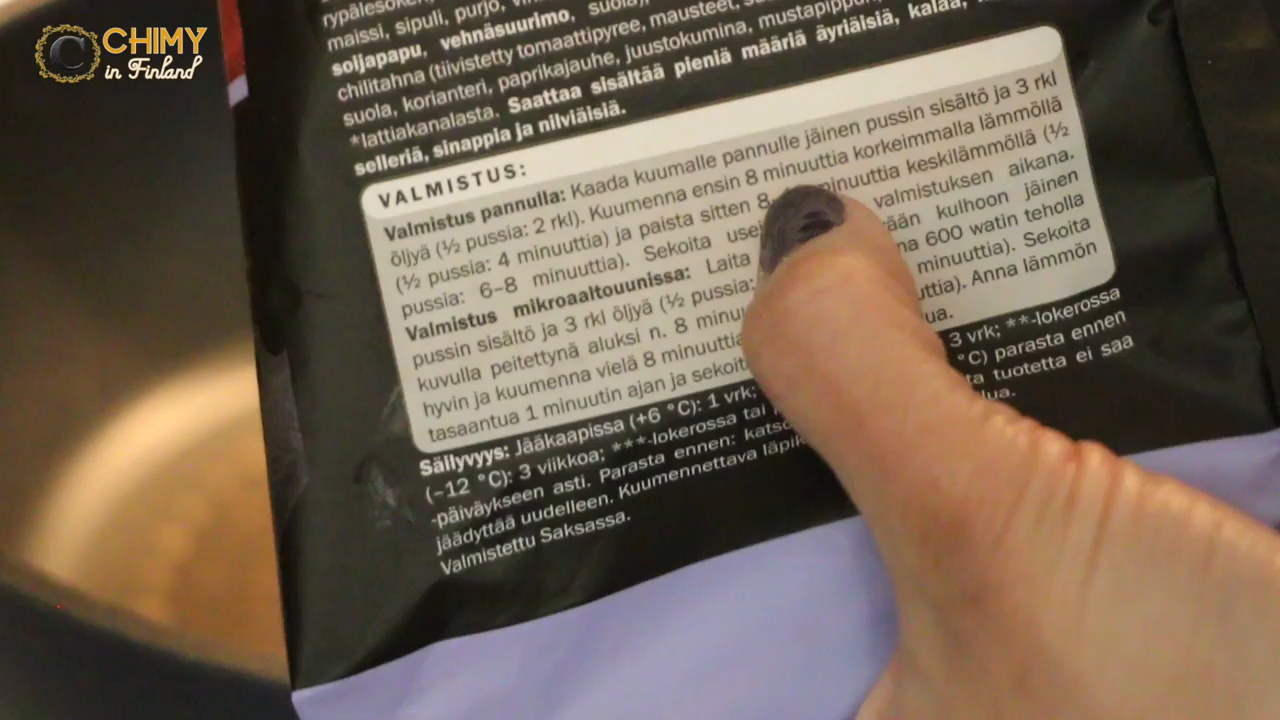 CHIMY
in Finland
maissi, sipuli, purjo,
soijapapu, vehnäsuurimo, suola),
chilitahna (tiivistetty tomaattipyree, mausteet,
suola, korianteri, paprikajauhe, juustokumina, mustapippuri,
*lattiakanalasta. Saattaa sisältää pieniä määriä äyriäisiä, kalaa,
selleriä, sinappia ja nilviäisiä.
VALMISTUS:
Valmistus pannulla: Kaada kuumalle pannulle jäinen pussin sisältö ja 3 rkl
öljyä (½ pussia: 2 rkl). Kuumenna ensin 8 minuuttia korkeimmalla lämmöllä
(½ pussia: 4 minuuttia) ja paista sitten 8 minuuttia keskilämmöllä (½
pussia: 6–8 minuuttia). Sekoita valmistuksen aikana.
Valmistus mikroaaltouunissa: Laita kulhoon jäinen
pussin sisältö ja 3 rkl öljyä (½ pussia: 600 watin teholla
kuvulla peitettynä aluksi n. 8 minuuttia). Sekoita
hyvin ja kuumenna vielä 8 minuuttia Anna lämmön
tasaantua 1 minuutin ajan ja
Säilyvyys: Jääkaapissa (+6 °C): 1 vrk; 3 vrk; **-lokerossa
(–12 °C): 3 viikkoa; ***-lokerossa tai °C) parasta ennen
-päiväykseen asti. Parasta ennen: tuotetta ei saa
jäädyttää uudelleen. Kuumennettava
Valmistettu Saksassa.